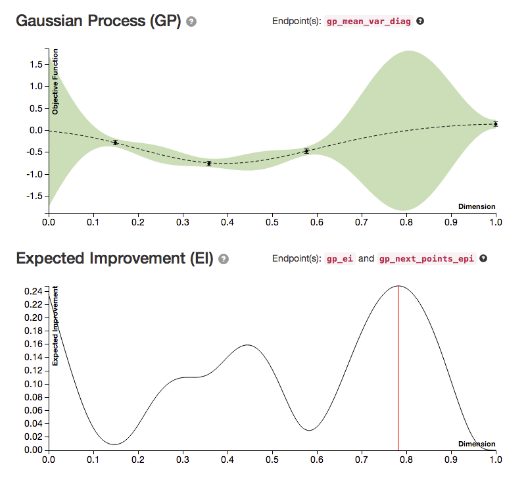 Gaussian Process (GP) ?
Endpoint(s): gp_mean_var_diag ?
Objective Function
1.5
1.0
0.5
0.0
-0.5
-1.0
-1.5
Dimension
0.0 0.1 0.2 0.3 0.4 0.5 0.6 0.7 0.8 0.9 1.0
Expected Improvement (EI) ?
Endpoint(s): gp_ei and gp_next_points_epi ?
Expected Improvement
0.24
0.22
0.20
0.18
0.16
0.14
0.12
0.10
0.08
0.06
0.04
0.02
0.00
Dimension
0.0 0.1 0.2 0.3 0.4 0.5 0.6 0.7 0.8 0.9 1.0